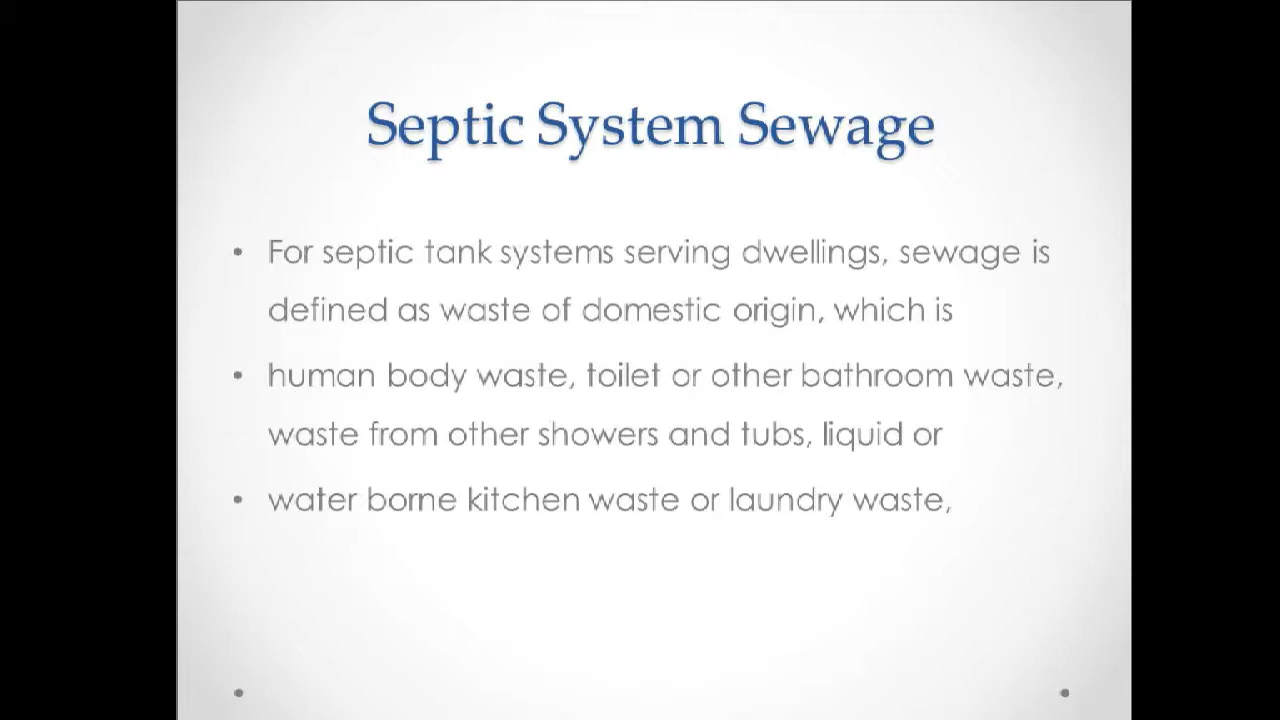 Septic System Sewage
• For septic tank systems serving dwellings, sewage is
defined as waste of domestic origin, which is
• human body waste, toilet or other bathroom waste,
waste from other showers and tubs, liquid or
• water borne kitchen waste or laundry waste,